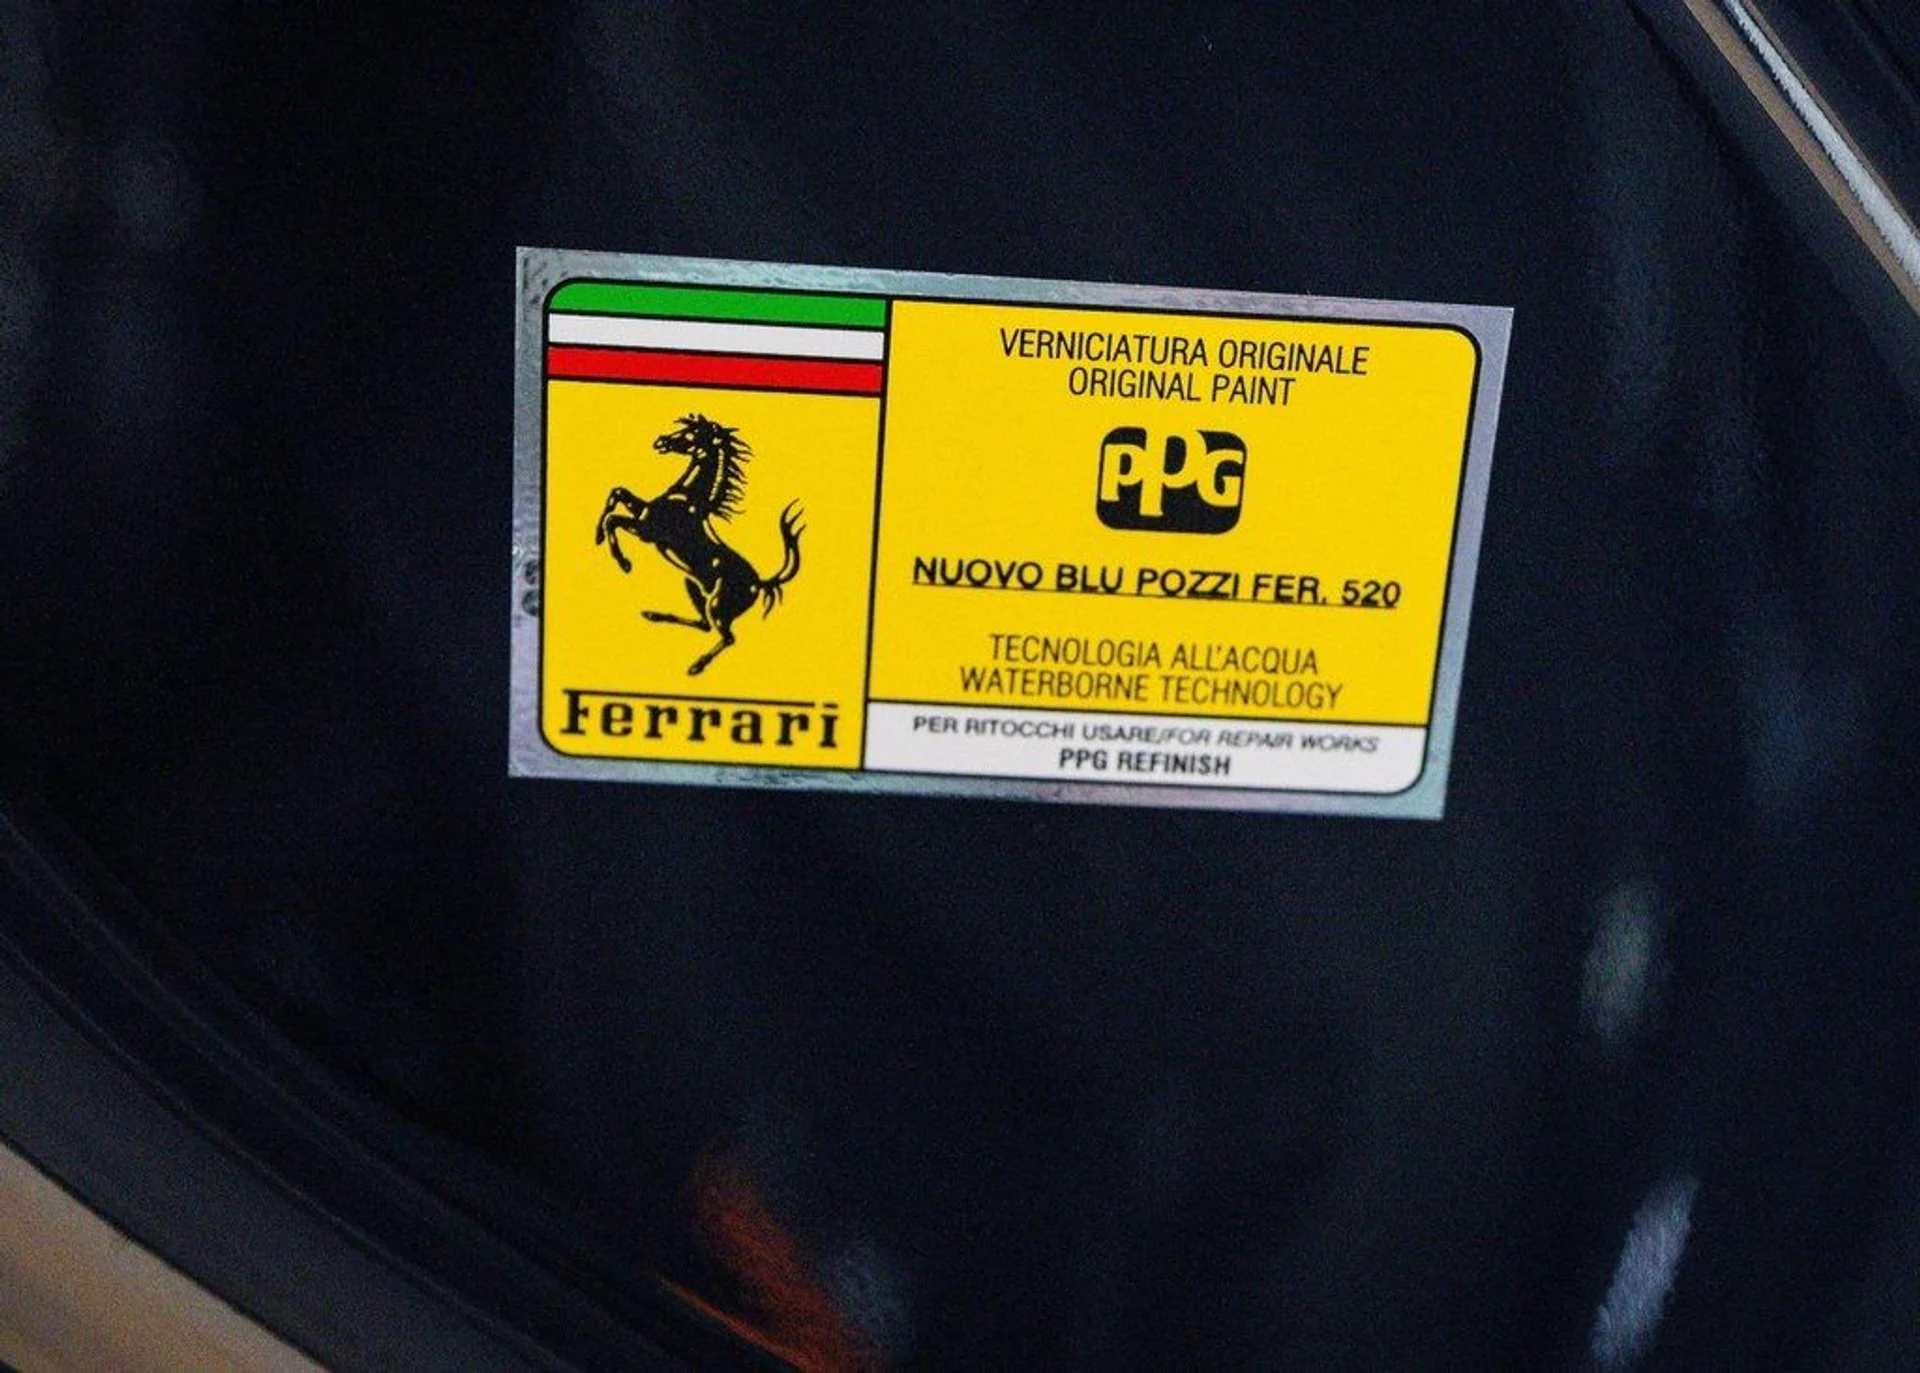 VERNICIATURA ORIGINALE
ORIGINAL PAINT
PPG
NUOVO BLU POZZI FER. 520
TECNOLOGIA ALL'ACQUA
WATERBORNE TECHNOLOGY
Ferrari
PER RITOCCHI USARE/FOR REPAIR WORKS
PPG REFINISH